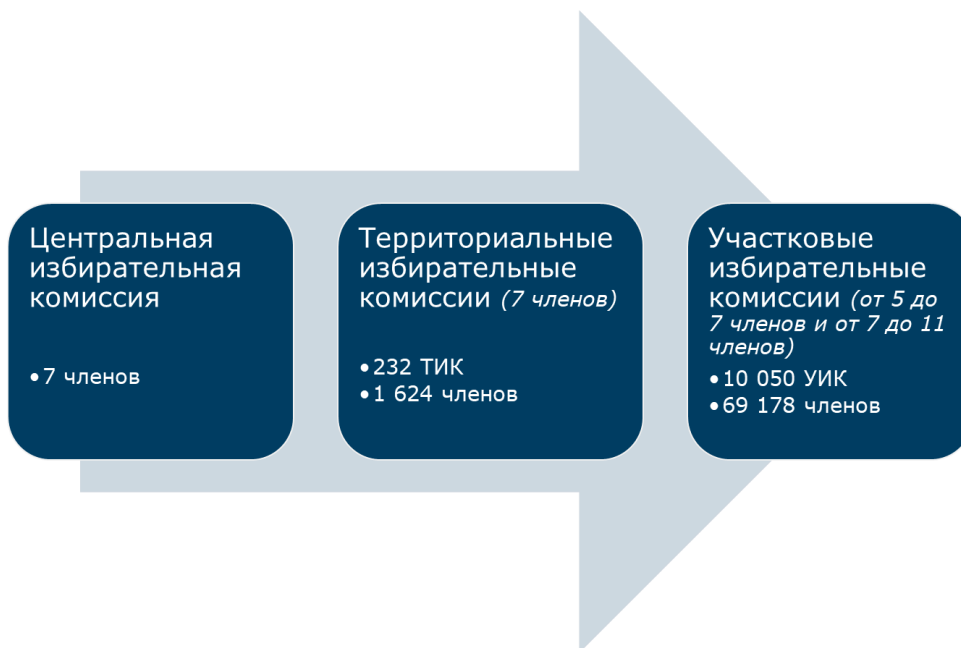 Центральная
избирательная
комиссия
•7 членов
Территориальные
избирательные
комиссии (7 членов)
•232 ТИК
•1 624 членов
Участковые
избирательные
комиссии (от 5 до
7 членов и от 7 до 11
членов)
•10 050 УИК
•69 178 членов